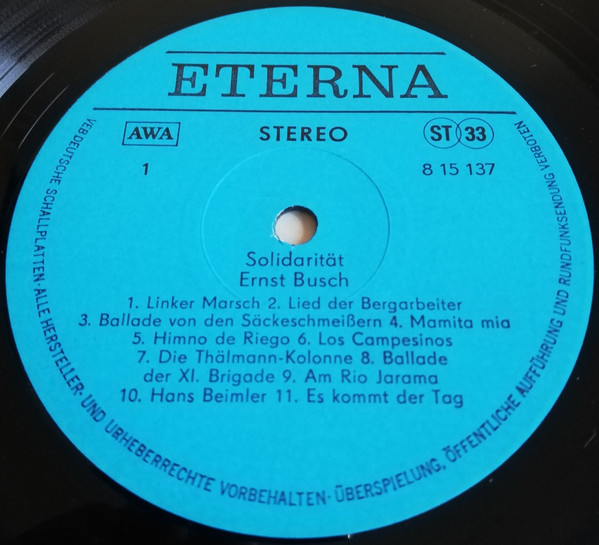 ETERNA
AWA
STEREO
ST 33
1
8 15 137
Solidarität
Ernst Busch
1. Linker Marsch 2. Lied der Bergarbeiter
3. Ballade von den Säckeschmeißern 4. Mamita mia
5. Himno de Riego 6. Los Campesinos
7. Die Thälmann-Kolonne 8. Ballade
der XI. Brigade 9. Am Rio Jarama
10. Hans Beimler 11. Es kommt der Tag
VEB DEUTSCHE SCHALLPLATTEN · ALLE HERSTELLER- UND URHEBERRECHTE VORBEHALTEN · ÜBERSPIELUNG, ÖFFENTLICHE AUFFÜHRUNG UND RUNDFUNKSENDUNG VERBOTEN